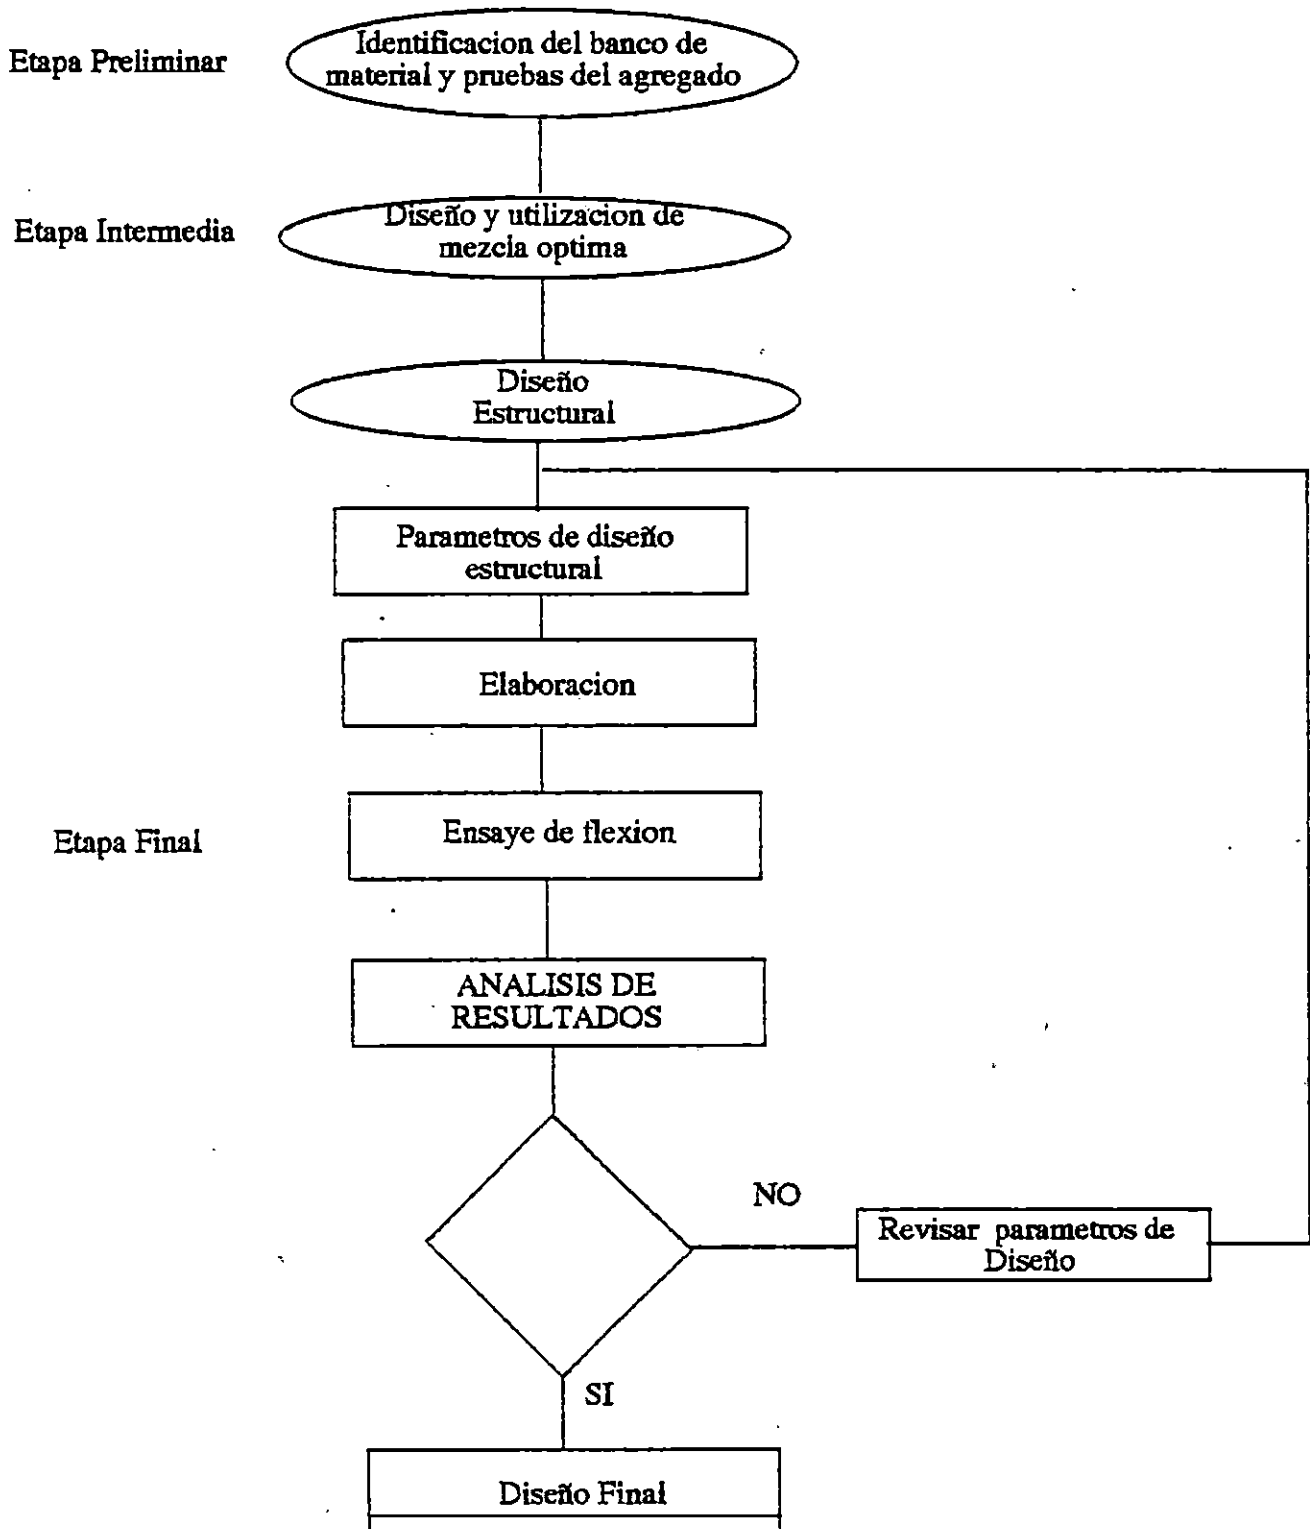 Identificacion del banco de
Etapa Preliminar
material y pruebas del agregado
Diseño y utilizacion de
Etapa Intermedia
mezcla optima
Diseño
Estructural
Parametros de diseño
estructural
Elaboracion
Ensaye de flexion
Etapa Final
ANALISIS DE
RESULTADOS
NO
Revisar parametros de
Diseño
SI
Diseño Final